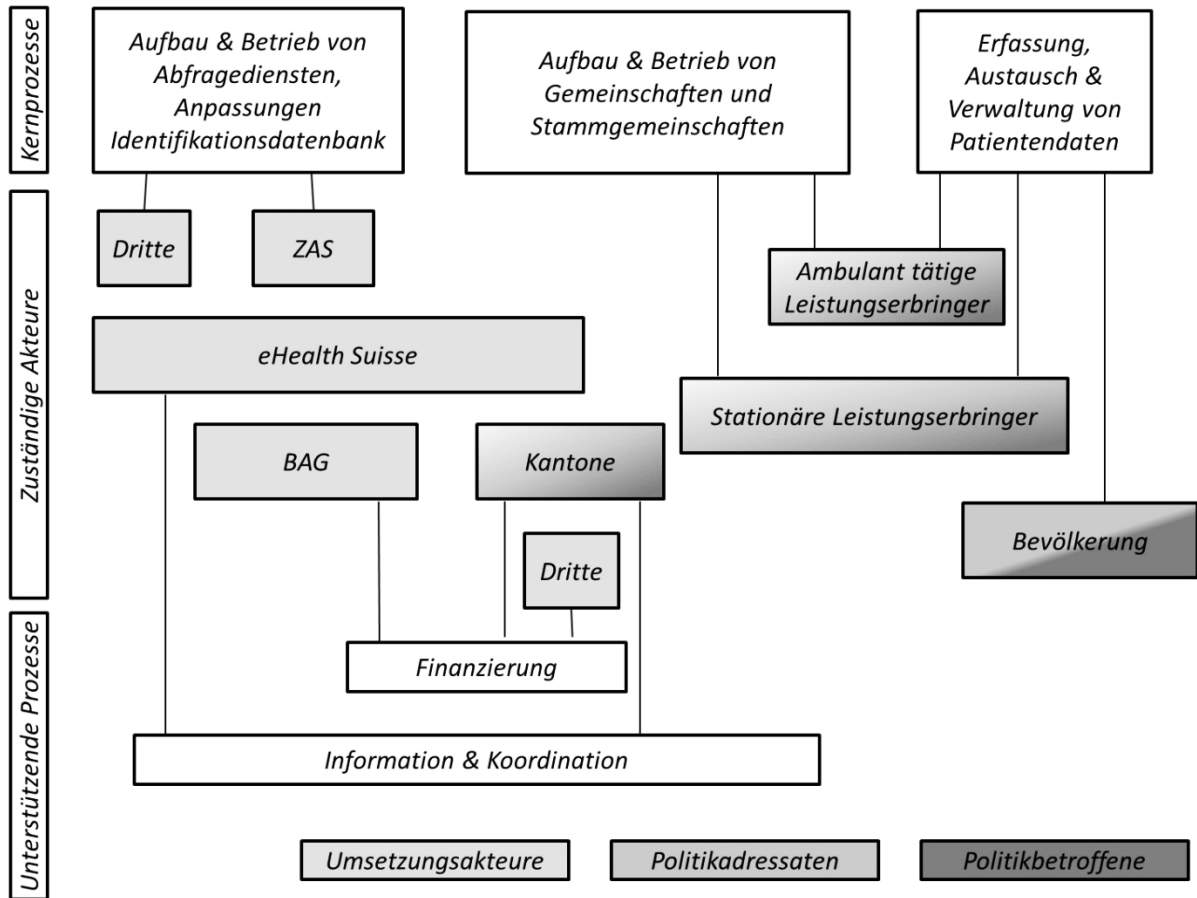 Kernprozesse
Aufbau & Betrieb von
Abfragediensten,
Anpassungen
Identifikationsdatenbank
Aufbau & Betrieb von
Gemeinschaften und
Stammgemeinschaften
Erfassung,
Austausch &
Verwaltung von
Patientendaten
Zuständige Akteure
Dritte
ZAS
Ambulant tätige
Leistungserbringer
eHealth Suisse
Stationäre Leistungserbringer
BAG
Kantone
Bevölkerung
Dritte
Unterstützende Prozesse
Finanzierung
Information & Koordination
Umsetzungsakteure
Politikadressaten
Politikbetroffene